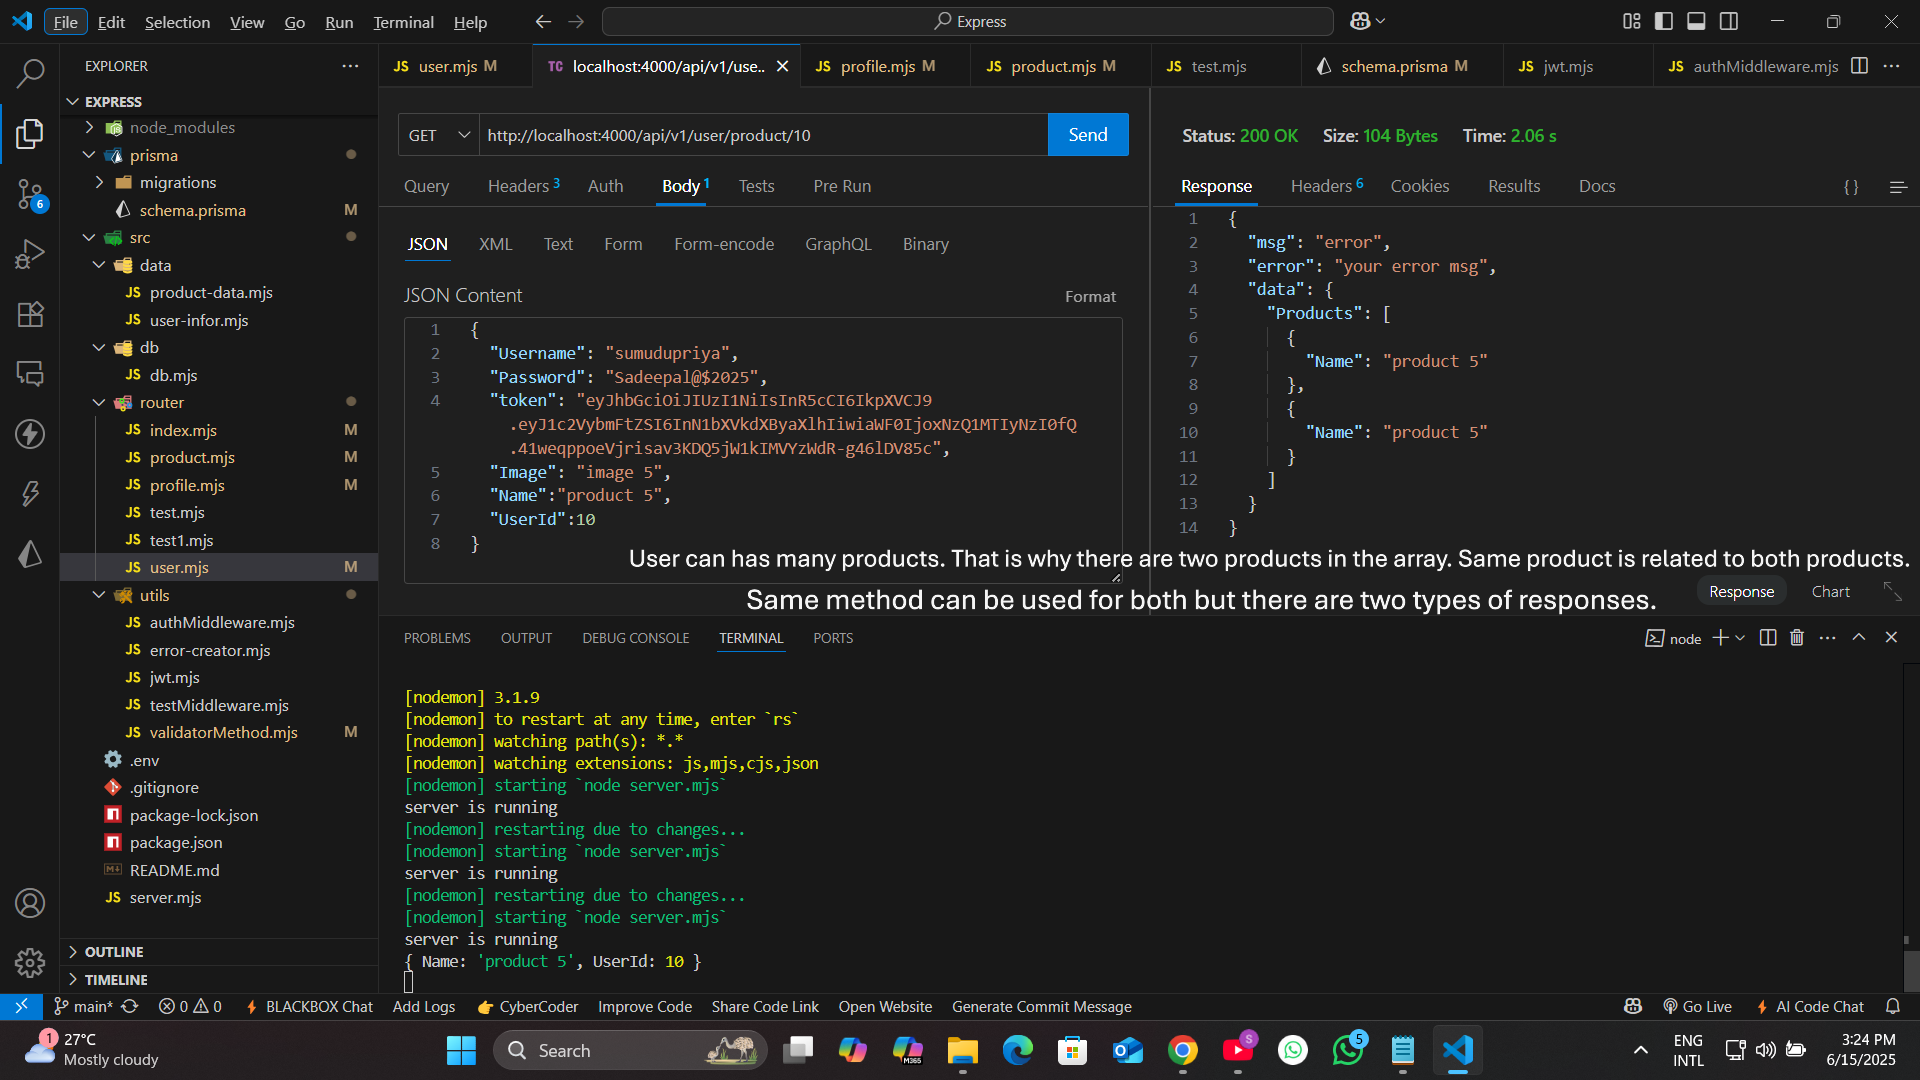 File Edit Selection View Go Run Terminal Help
Express
EXPLORER
EXPRESS
node_modules
prisma
migrations
schema.prisma M
src
data
JS product-data.mjs
JS user-infor.mjs
db
JS db.mjs
router
JS index.mjs M
JS product.mjs M
JS profile.mjs M
JS test.mjs
JS test1.mjs
JS user.mjs M
utils
JS authMiddleware.mjs
JS error-creator.mjs
JS jwt.mjs
JS testMiddleware.mjs
JS validatorMethod.mjs M
.env
.gitignore
package-lock.json
package.json
README.md
JS server.mjs
OUTLINE
TIMELINE
6
JS user.mjs M
TC localhost:4000/api/v1/use..
JS profile.mjs M
JS product.mjs M
JS test.mjs
schema.prisma M
JS jwt.mjs
JS authMiddleware.mjs
GET http://localhost:4000/api/v1/user/product/10 Send
Query Headers 3 Auth Body 1 Tests Pre Run
JSON XML Text Form Form-encode GraphQL Binary
JSON Content Format
1 {
2 "Username": "sumudupriya",
3 "Password": "Sadeepal@$2025",
4 "token": "eyJhbGciOiJIUzI1NiIsInR5cCI6IkpXVCJ9
.eyJ1c2VybmFtZSI6InN1bXVkdXByaXlhIiwiaWF0IjoxNzQ1MTIyNzI0fQ
.41weqppoeVjrisav3KDQ5jW1kIMVYzWdR-g46lDV85c",
5 "Image": "image 5",
6 "Name":"product 5",
7 "UserId":10
8 }
Status: 200 OK Size: 104 Bytes Time: 2.06 s
Response Headers 6 Cookies Results Docs { }
1 {
2 "msg": "error",
3 "error": "your error msg",
4 "data": {
5 "Products": [
6 {
7 "Name": "product 5"
8 },
9 {
10 "Name": "product 5"
11 }
12 ]
13 }
14 }
User can has many products. That is why there are two products in the array. Same product is related to both products.
Same method can be used for both but there are two types of responses.
Response Chart
PROBLEMS OUTPUT DEBUG CONSOLE TERMINAL PORTS
node
[nodemon] 3.1.9
[nodemon] to restart at any time, enter `rs`
[nodemon] watching path(s): *.*
[nodemon] watching extensions: js,mjs,cjs,json
[nodemon] starting `node server.mjs`
server is running
[nodemon] restarting due to changes...
[nodemon] starting `node server.mjs`
server is running
[nodemon] restarting due to changes...
[nodemon] starting `node server.mjs`
server is running
{ Name: 'product 5', UserId: 10 }
main* 0 0 BLACKBOX Chat Add Logs CyberCoder Improve Code Share Code Link Open Website Generate Commit Message Go Live AI Code Chat
1
27°C
Mostly cloudy
Search
M365
S
5
ENG
INTL
3:24 PM
6/15/2025